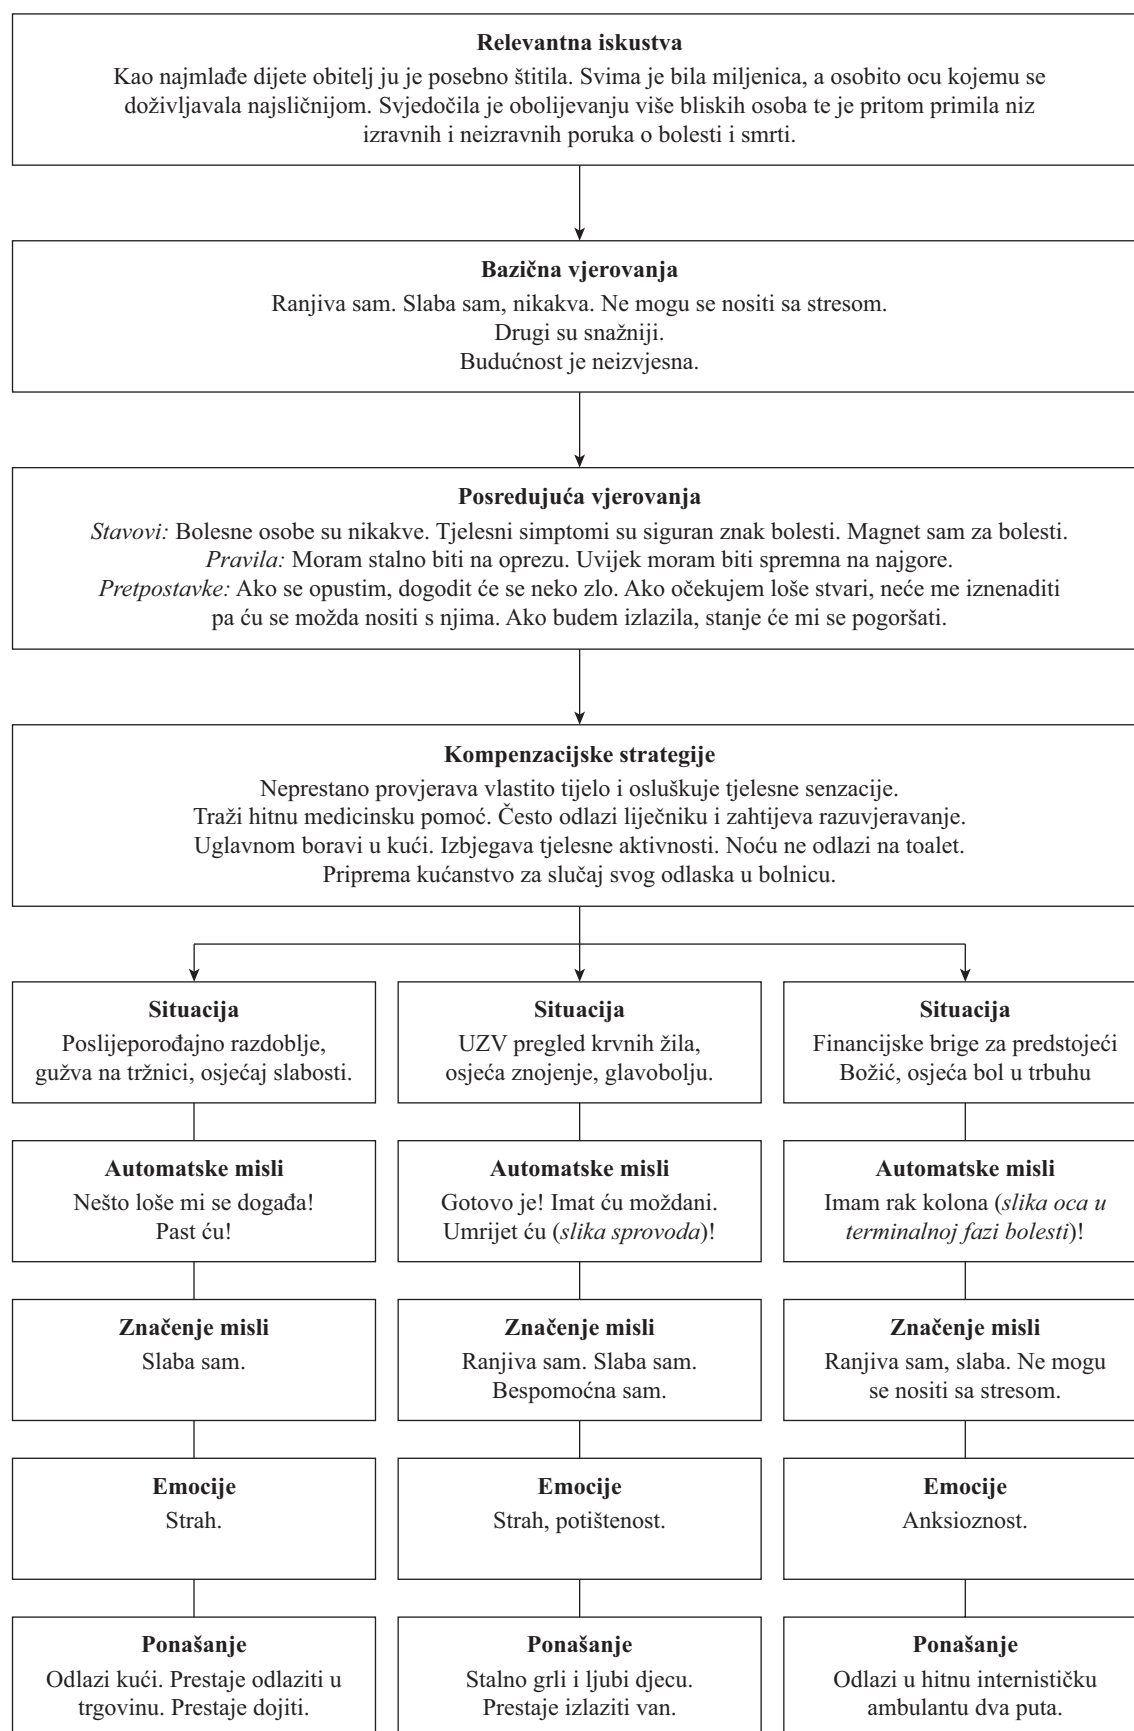 Relevantna iskustva
Kao najmlađe dijete obitelj ju je posebno štitila. Svima je bila miljenica, a osobito ocu kojemu se
doživljavala najsličnijom. Svjedočila je obolijevanju više bliskih osoba te je pritom primila niz
izravnih i neizravnih poruka o bolesti i smrti.
Bazična vjerovanja
Ranjiva sam. Slaba sam, nikakva. Ne mogu se nositi sa stresom.
Drugi su snažniji.
Budućnost je neizvjesna.
Posredujuća vjerovanja
Stavovi: Bolesne osobe su nikakve. Tjelesni simptomi su siguran znak bolesti. Magnet sam za bolesti.
Pravila: Moram stalno biti na oprezu. Uvijek moram biti spremna na najgore.
Pretpostavke: Ako se opustim, dogodit će se neko zlo. Ako očekujem loše stvari, neće me iznenaditi
pa ću se možda nositi s njima. Ako budem izlazila, stanje će mi se pogoršati.
Kompenzacijske strategije
Neprestano provjerava vlastito tijelo i osluškuje tjelesne senzacije.
Traži hitnu medicinsku pomoć. Često odlazi liječniku i zahtijeva razuvjeravanje.
Uglavnom boravi u kući. Izbjegava tjelesne aktivnosti. Noću ne odlazi na toalet.
Priprema kućanstvo za slučaj svog odlaska u bolnicu.
Situacija
Poslijeporođajno razdoblje,
gužva na tržnici, osjećaj slabosti.
Situacija
UZV pregled krvnih žila,
osjeća znojenje, glavobolju.
Situacija
Financijske brige za predstojeći
Božić, osjeća bol u trbuhu
Automatske misli
Nešto loše mi se događa!
Past ću!
Automatske misli
Gotovo je! Imat ću moždani.
Umrijet ću (slika sprovoda)!
Automatske misli
Imam rak kolona (slika oca u
terminalnoj fazi bolesti)!
Značenje misli
Slaba sam.
Značenje misli
Ranjiva sam. Slaba sam.
Bespomoćna sam.
Značenje misli
Ranjiva sam, slaba. Ne mogu
se nositi sa stresom.
Emocije
Strah.
Emocije
Strah, potištenost.
Emocije
Anksioznost.
Ponašanje
Odlazi kući. Prestaje odlaziti u
trgovinu. Prestaje dojiti.
Ponašanje
Stalno grli i ljubi djecu.
Prestaje izlaziti van.
Ponašanje
Odlazi u hitnu internističku
ambulantu dva puta.